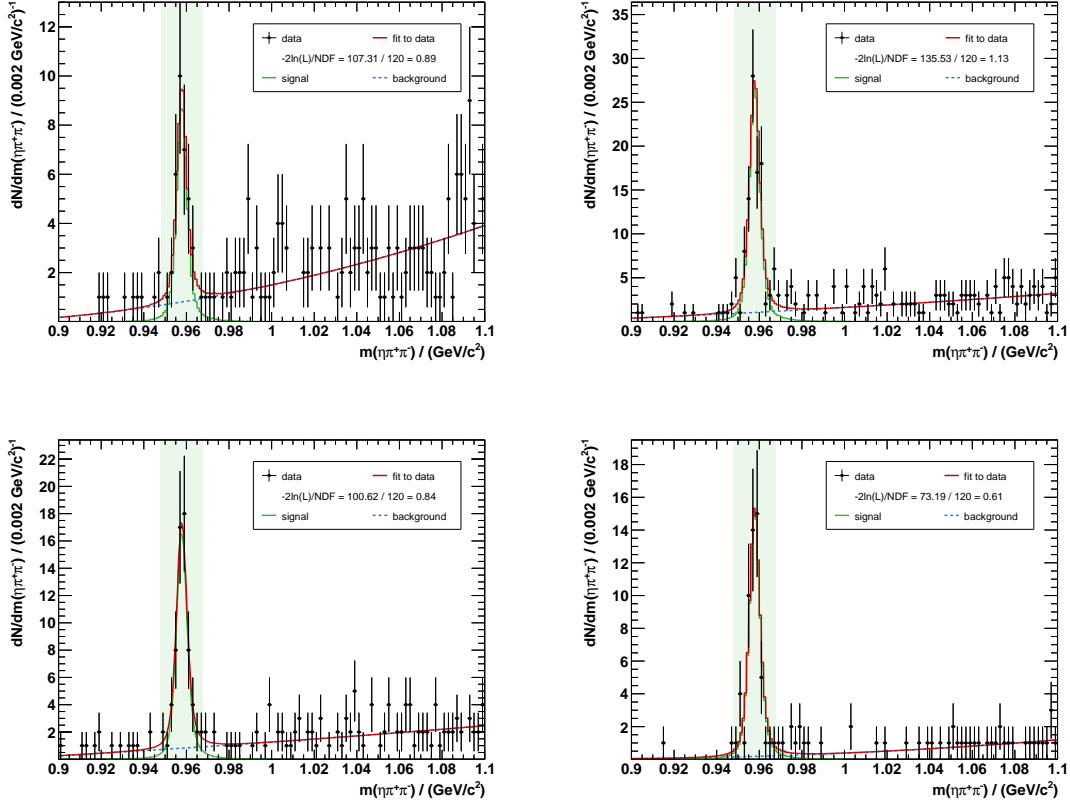 dN/dm(ηπ⁺π⁻) / (0.002 GeV/c²)⁻¹
data fit to data
-2ln(L)/NDF = 107.31 / 120 = 0.89
signal background
12
10
8
6
4
2
0.9 0.92 0.94 0.96 0.98 1 1.02 1.04 1.06 1.08 1.1
m(ηπ⁺π⁻) / (GeV/c²)
dN/dm(ηπ⁺π⁻) / (0.002 GeV/c²)⁻¹
data fit to data
-2ln(L)/NDF = 135.53 / 120 = 1.13
signal background
35
30
25
20
15
10
5
0.9 0.92 0.94 0.96 0.98 1 1.02 1.04 1.06 1.08 1.1
m(ηπ⁺π⁻) / (GeV/c²)
dN/dm(ηπ⁺π⁻) / (0.002 GeV/c²)⁻¹
data fit to data
-2ln(L)/NDF = 100.62 / 120 = 0.84
signal background
22
20
18
16
14
12
10
8
6
4
2
0
0.9 0.92 0.94 0.96 0.98 1 1.02 1.04 1.06 1.08 1.1
m(ηπ⁺π⁻) / (GeV/c²)
dN/dm(ηπ⁺π⁻) / (0.002 GeV/c²)⁻¹
data fit to data
-2ln(L)/NDF = 73.19 / 120 = 0.61
signal background
18
16
14
12
10
8
6
4
2
0
0.9 0.92 0.94 0.96 0.98 1 1.02 1.04 1.06 1.08 1.1
m(ηπ⁺π⁻) / (GeV/c²)